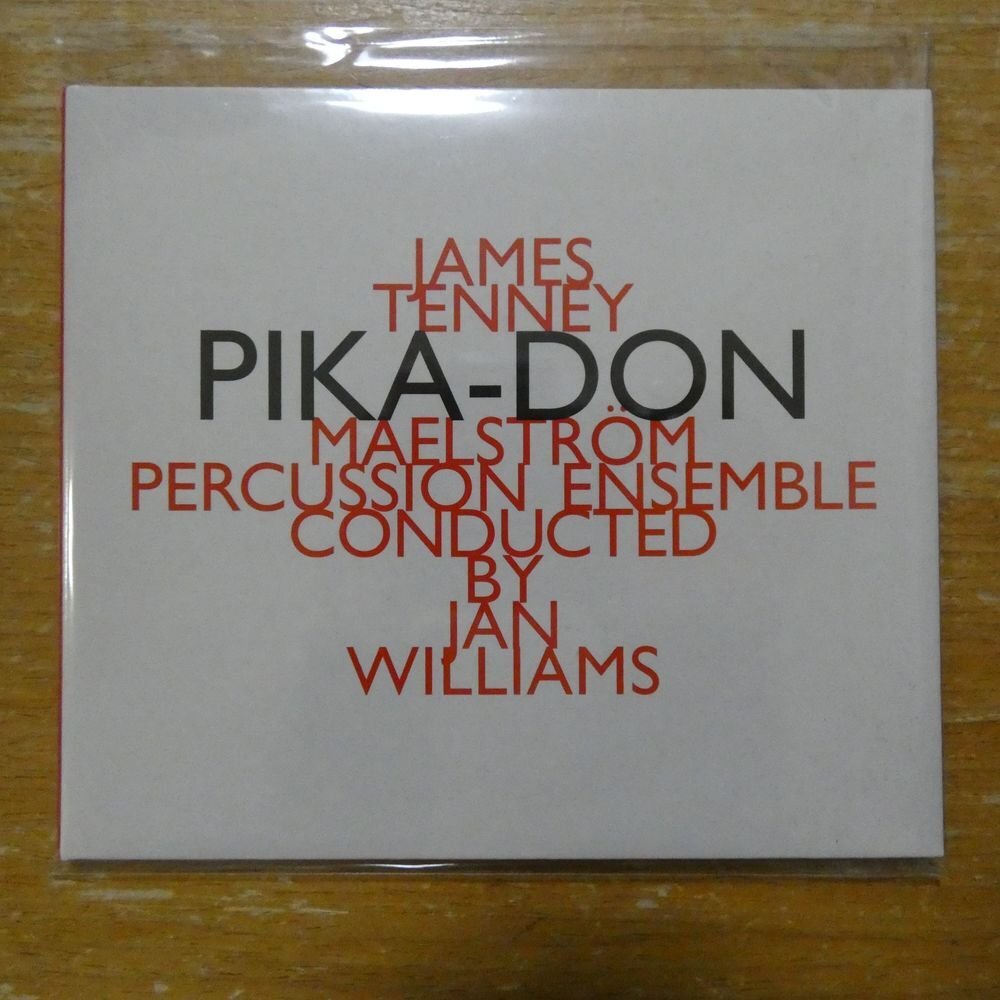 JAMES
TENNEY
PIKA-DON
MAELSTRÖM
PERCUSSION ENSEMBLE
CONDUCTED
BY
JAN
WILLIAMS